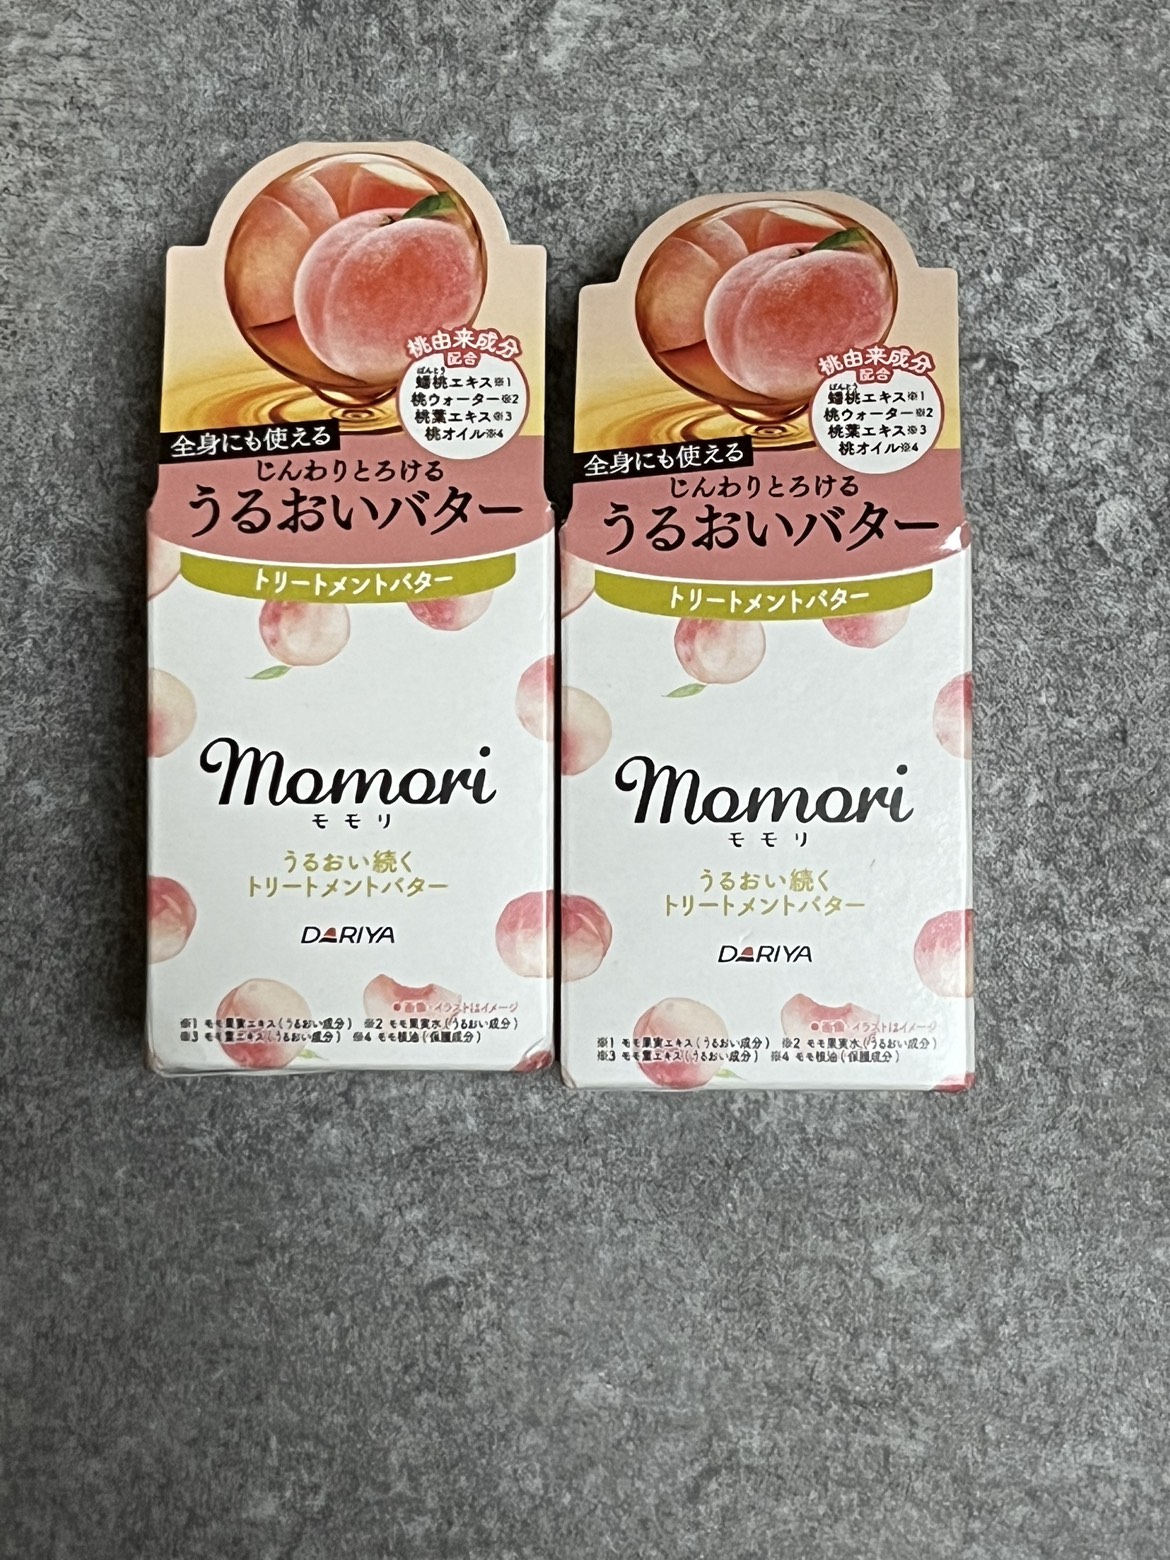 桃由来成分
配合
ばんとう
蟠桃エキス※1
桃ウォーター※2
桃葉エキス※3
桃オイル※4
全身にも使える
じんわりとろける
うるおいバター
トリートメントバター
momori
モモリ
うるおい続く
トリートメントバター
DARIYA
●画像・イラストはイメージ
※1 モモ果実エキス(うるおい成分) ※2 モモ果実水(うるおい成分)
※3 モモ葉エキス(うるおい成分) ※4 モモ核油(保護成分)
桃由来成分
配合
ばんとう
蟠桃エキス※1
桃ウォーター※2
桃葉エキス※3
桃オイル※4
全身にも使える
じんわりとろける
うるおいバター
トリートメントバター
momori
モモリ
うるおい続く
トリートメントバター
DARIYA
●画像・イラストはイメージ
※1 モモ果実エキス(うるおい成分) ※2 モモ果実水(うるおい成分)
※3 モモ葉エキス(うるおい成分) ※4 モモ核油(保護成分)